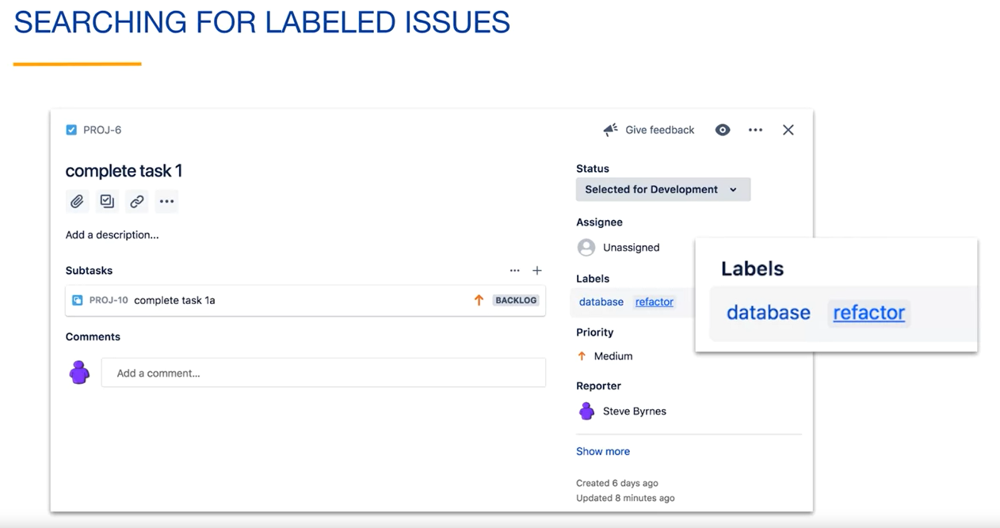 SEARCHING FOR LABELED ISSUES
PROJ-6
Give feedback
complete task 1
Add a description...
Subtasks
PROJ-10 complete task 1a BACKLOG
Comments
Add a comment...
Status
Selected for Development
Assignee
Unassigned
Labels
database refactor
Priority
Medium
Reporter
Steve Byrnes
Show more
Created 6 days ago
Updated 8 minutes ago
Labels
database refactor